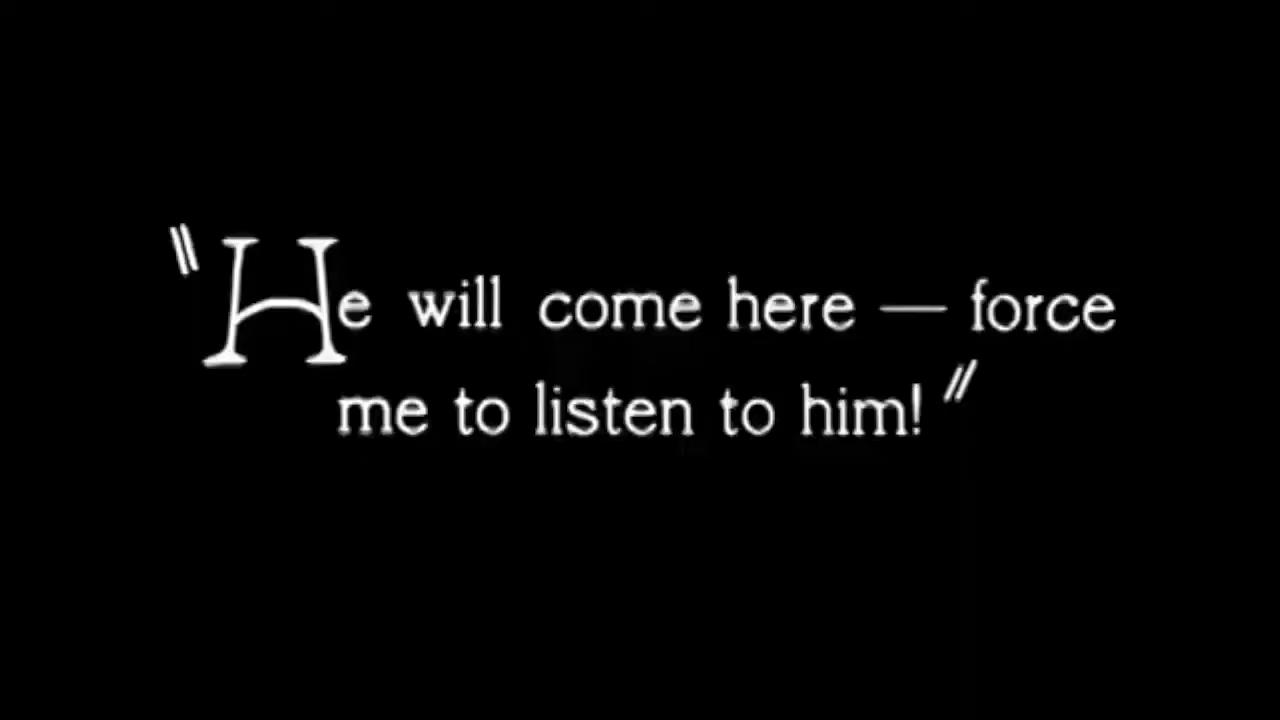 "He will come here — force
me to listen to him!"